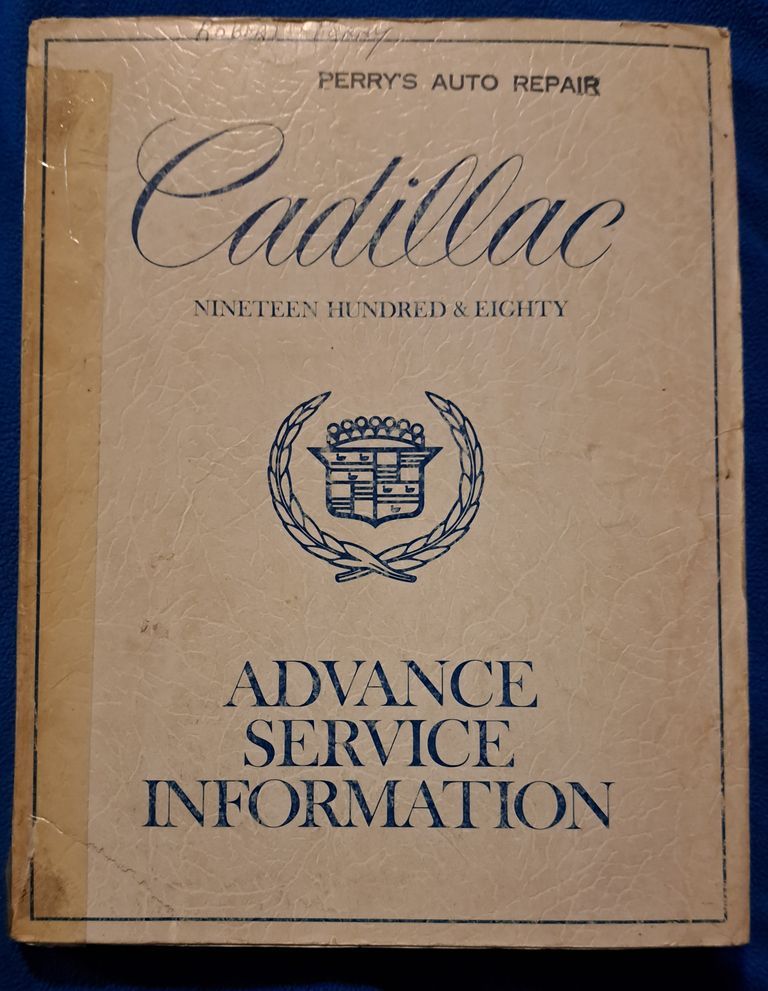 PERRY'S AUTO REPAIR
Cadillac
NINETEEN HUNDRED & EIGHTY
ADVANCE
SERVICE
INFORMATION